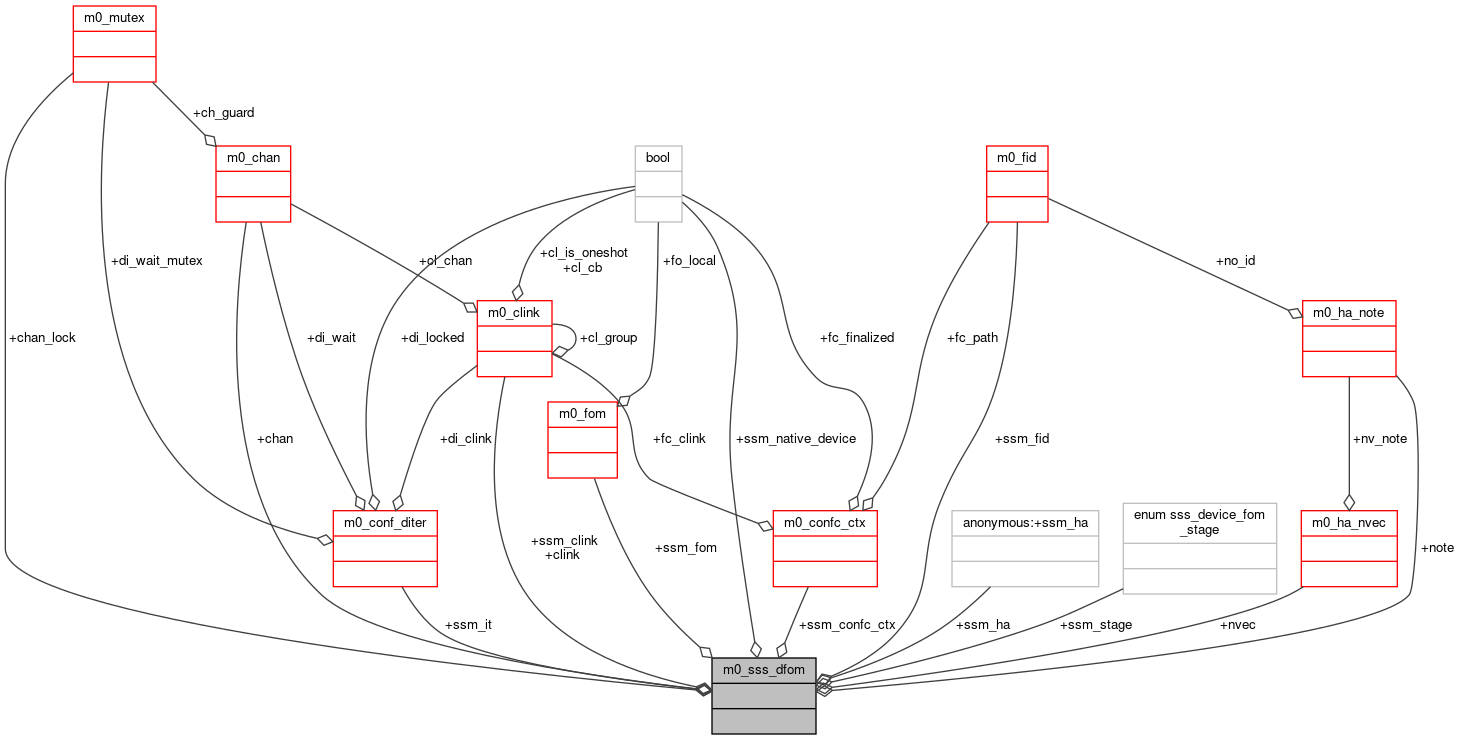 m0_mutex
+ch_guard
m0_chan
bool
m0_fid
+di_wait_mutex
+cl_chan
+cl_is_oneshot
+cl_cb
+fo_local
+no_id
m0_clink
m0_ha_note
+chan_lock
+di_wait
+di_locked
+cl_group
+fc_finalized
+fc_path
m0_fom
+chan
+di_clink
+fc_clink
+ssm_native_device
+ssm_fid
+nv_note
m0_conf_diter
m0_confc_ctx
anonymous:+ssm_ha
enum sss_device_fom
_stage
m0_ha_nvec
+ssm_clink
+clink
+ssm_fom
+note
+ssm_it
+ssm_confc_ctx
+ssm_ha
+ssm_stage
+nvec
m0_sss_dfom